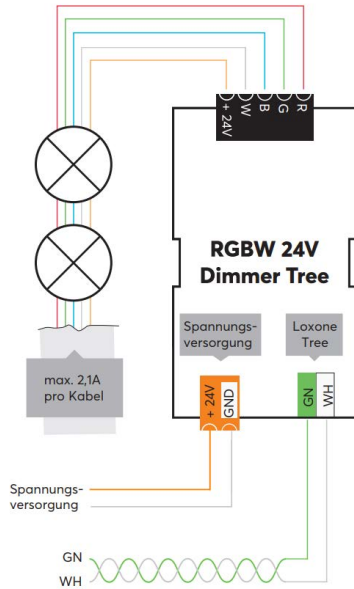 + 24V
W
B
G
R
RGBW 24V
Dimmer Tree
Spannungs-
versorgung
Loxone
Tree
max. 2,1A
pro Kabel
+ 24V
GND
GN
WH
Spannungs-
versorgung
GN
WH